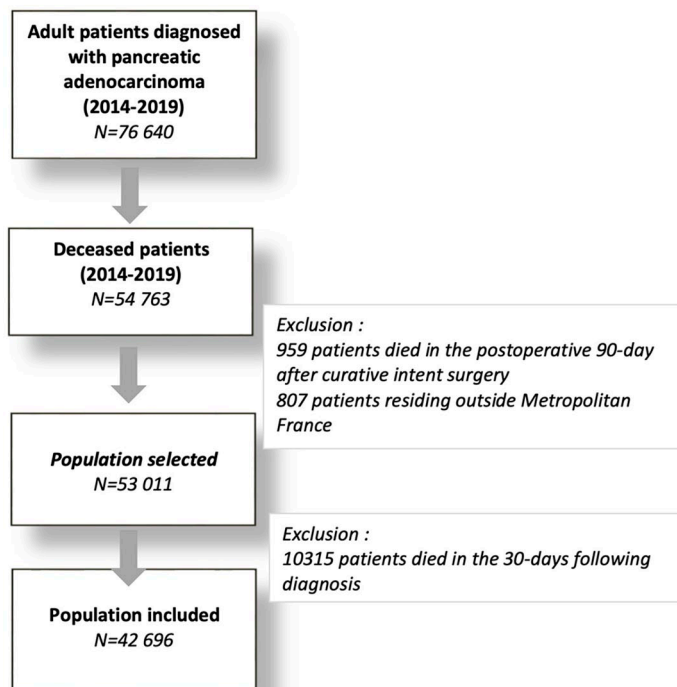 Adult patients diagnosed
with pancreatic
adenocarcinoma
(2014-2019)
N=76 640
Deceased patients
(2014-2019)
N=54 763
Exclusion :
959 patients died in the postoperative 90-day
after curative intent surgery
807 patients residing outside Metropolitan
France
Population selected
N=53 011
Exclusion :
10315 patients died in the 30-days following
diagnosis
Population included
N=42 696